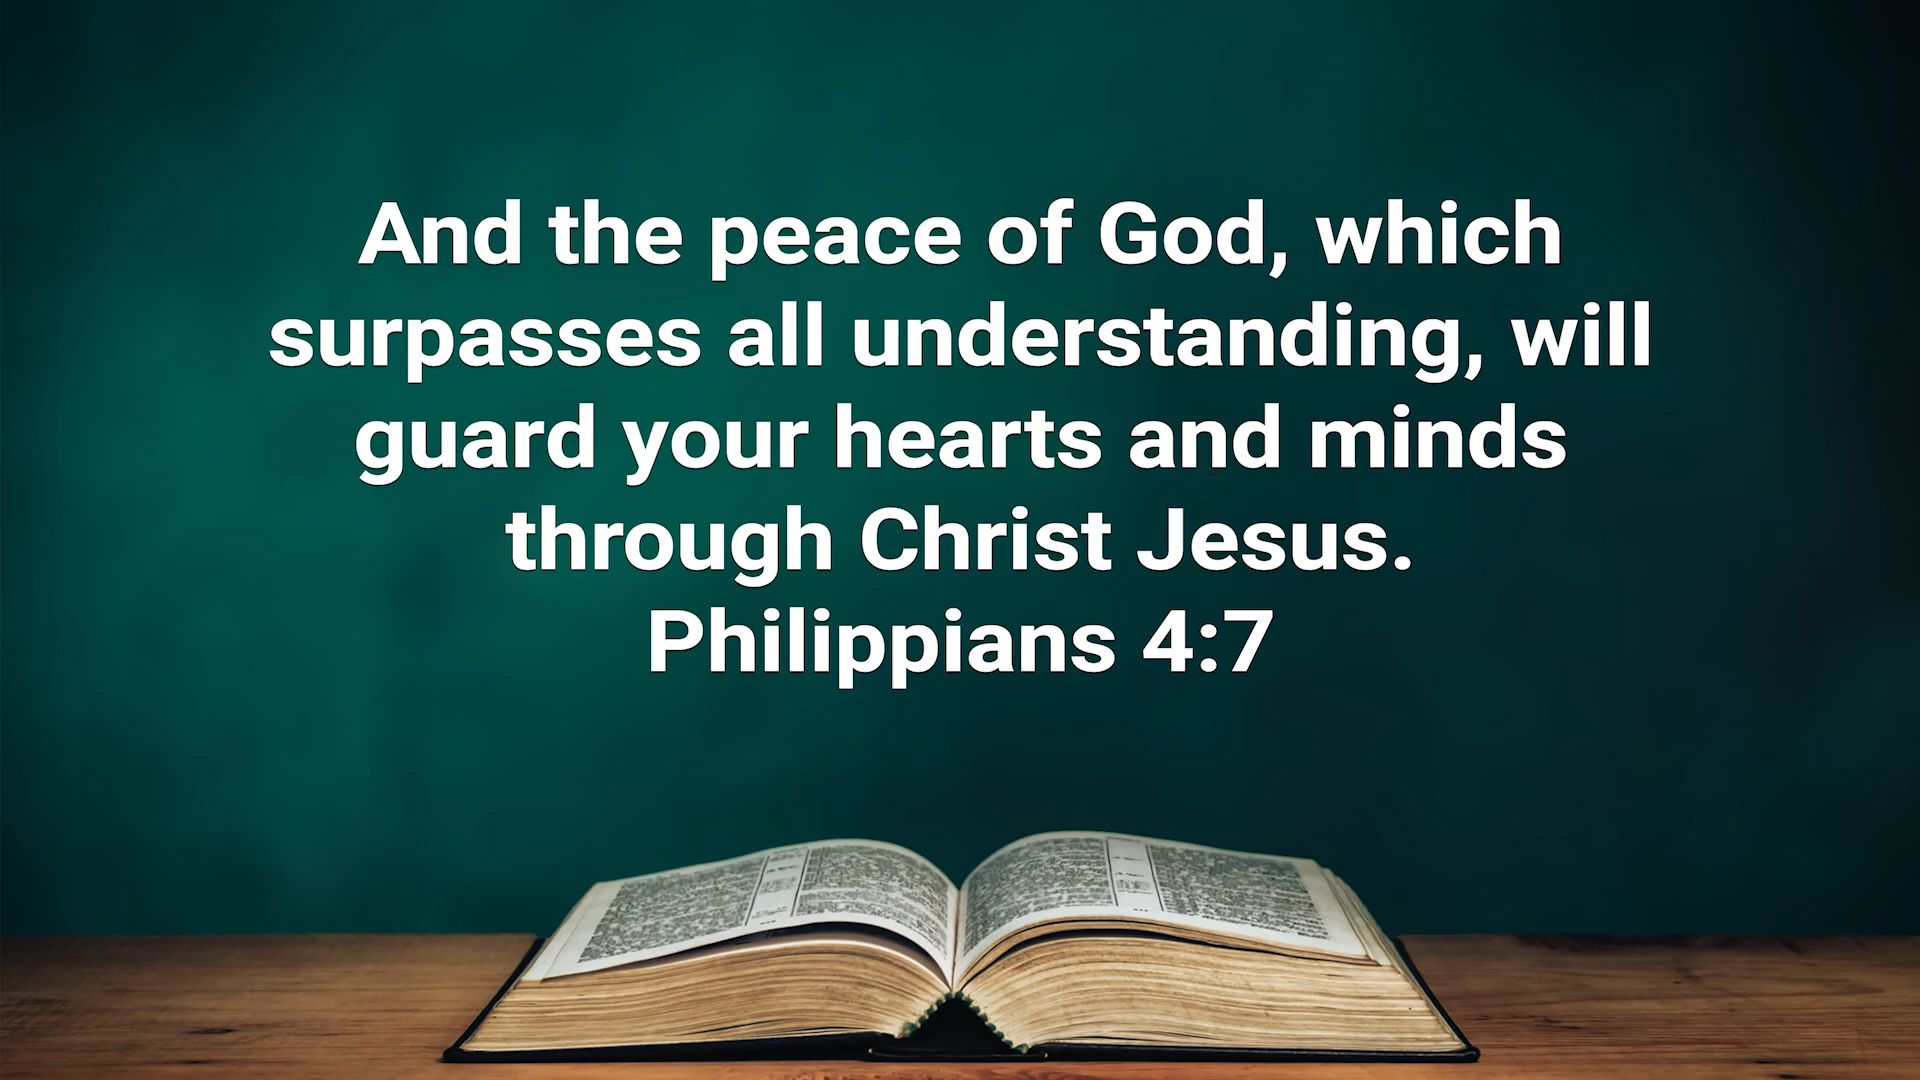 And the peace of God, which
surpasses all understanding, will
guard your hearts and minds
through Christ Jesus.
Philippians 4:7